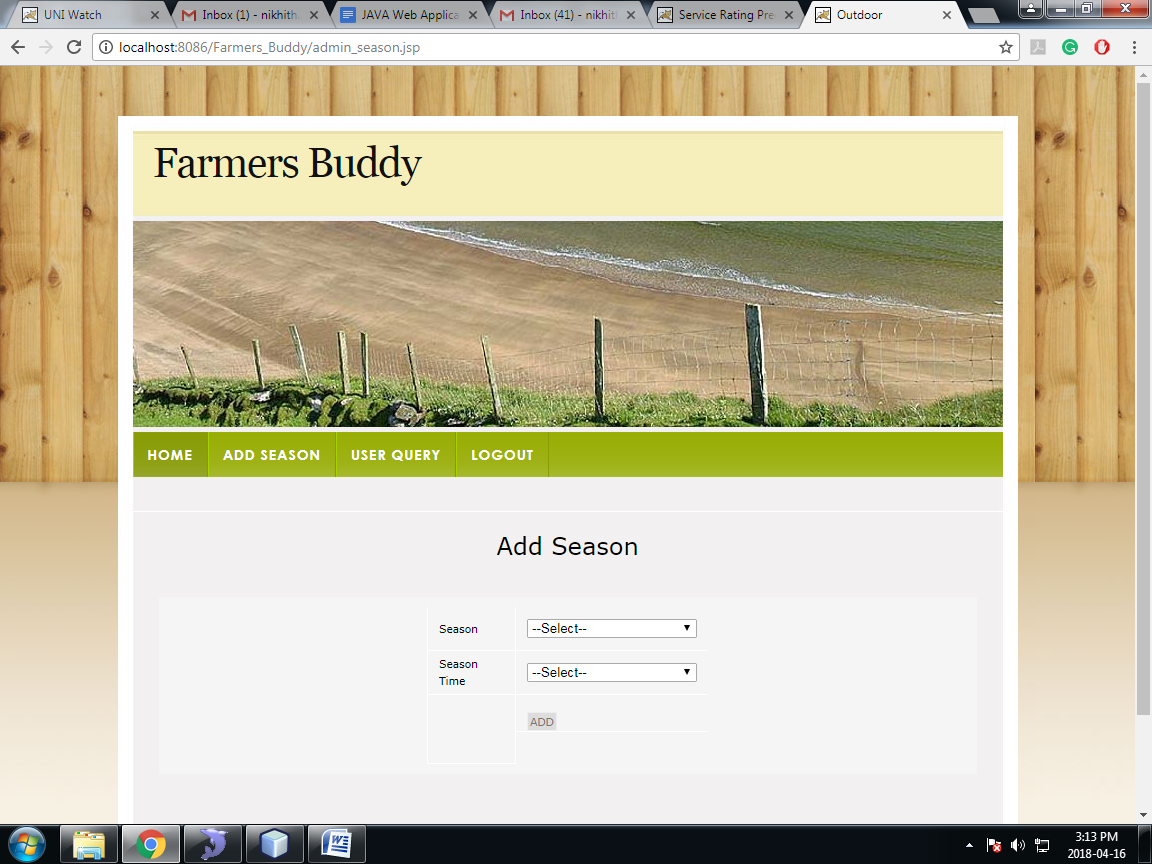 UNI Watch
Inbox (1) - nikhith
JAVA Web Applica
Inbox (41) - nikhit
Service Rating Pre
Outdoor
localhost:8086/Farmers_Buddy/admin_season.jsp
Farmers Buddy
HOME ADD SEASON USER QUERY LOGOUT
Add Season
Season --Select--
Season
Time --Select--
ADD
3:13 PM
2018-04-16